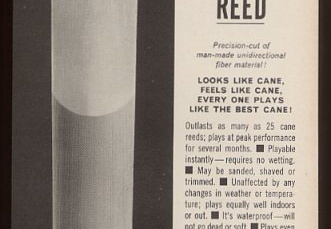 REED
Precision-cut of
man-made unidirectional
fiber material!
LOOKS LIKE CANE,
FEELS LIKE CANE,
EVERY ONE PLAYS
LIKE THE BEST CANE!
Outlasts as many as 25 cane
reeds; plays at peak performance
for several months. ■ Playable
instantly—requires no wetting.
■ May be sanded, shaved or
trimmed. ■ Unaffected by any
changes in weather or tempera-
ture; plays equally well indoors
or out. ■ It's waterproof—will
not go dead or soft. ■ Plays even